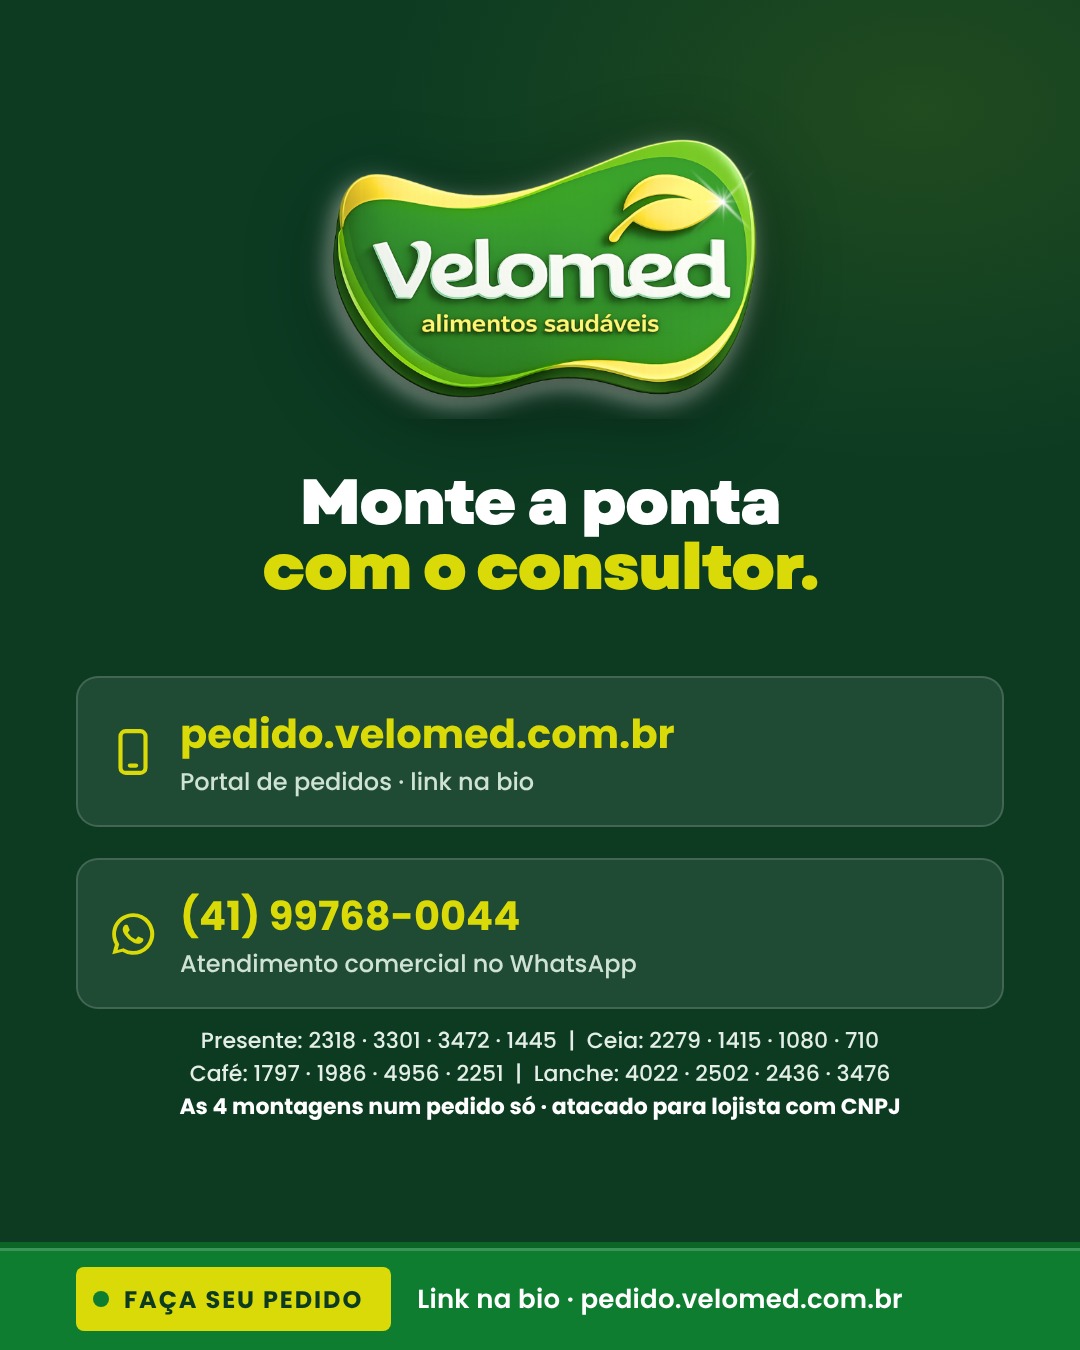 Velomed
alimentos saudáveis
Monte a ponta
com o consultor.
pedido.velomed.com.br
Portal de pedidos · link na bio
(41) 99768-0044
Atendimento comercial no WhatsApp
Presente: 2318 · 3301 · 3472 · 1445 | Ceia: 2279 · 1415 · 1080 · 710
Café: 1797 · 1986 · 4956 · 2251 | Lanche: 4022 · 2502 · 2436 · 3476
As 4 montagens num pedido só · atacado para lojista com CNPJ
FAÇA SEU PEDIDO Link na bio · pedido.velomed.com.br